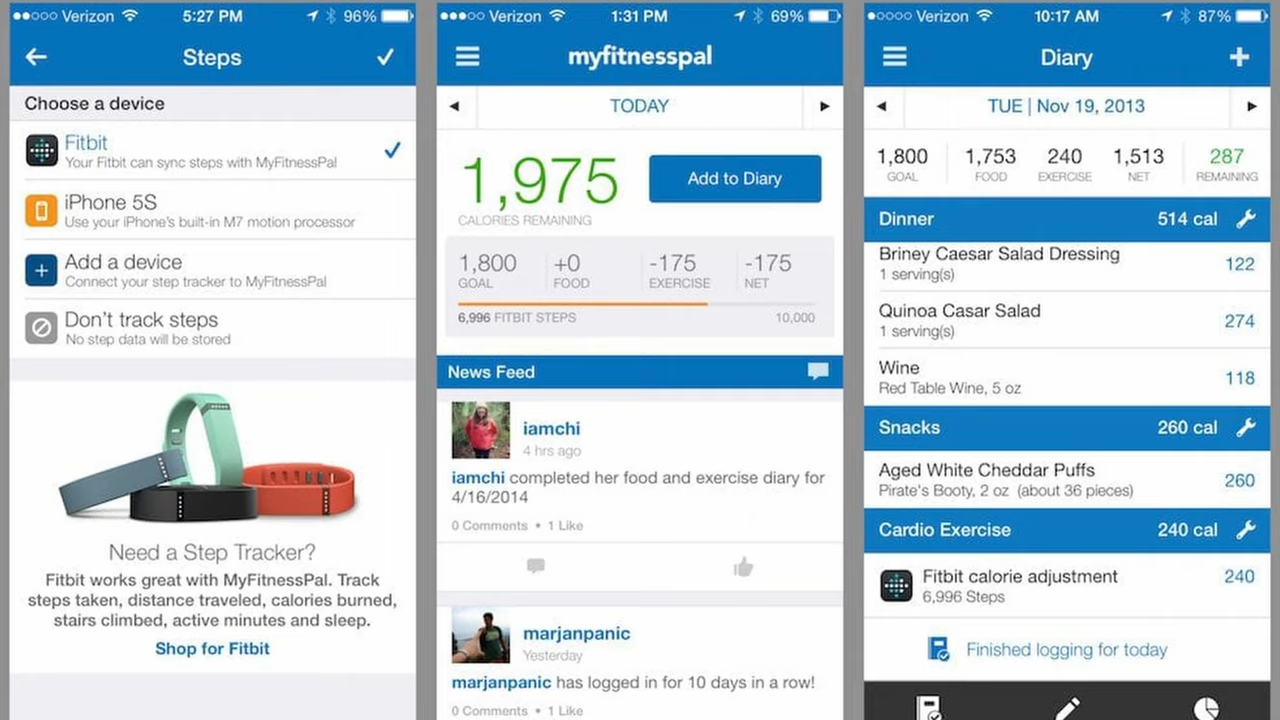 Verizon 5:27 PM 96%
Steps
Choose a device
Fitbit
Your Fitbit can sync steps with MyFitnessPal
iPhone 5S
Use your iPhone's built-in M7 motion processor
Add a device
Connect your step tracker to MyFitnessPal
Don't track steps
No step data will be stored
Need a Step Tracker?
Fitbit works great with MyFitnessPal. Track
steps taken, distance traveled, calories burned,
stairs climbed, active minutes and sleep.
Shop for Fitbit
Verizon 1:31 PM 69%
myfitnesspal
TODAY
1,975
CALORIES REMAINING
Add to Diary
1,800 +0 -175 -175
GOAL FOOD EXERCISE NET
6,996 FITBIT STEPS 10,000
News Feed
iamchi
4 hrs ago
iamchi completed her food and exercise diary for
4/16/2014
0 Comments • 1 Like
marjanpanic
Yesterday
marjanpanic has logged in for 10 days in a row!
0 Comments • 1 Like
Verizon 10:17 AM 87%
Diary
TUE | Nov 19, 2013
1,800 1,753 240 1,513 287
GOAL FOOD EXERCISE NET REMAINING
Dinner 514 cal
Briney Caesar Salad Dressing 122
1 serving(s)
Quinoa Casar Salad 274
1 serving(s)
Wine 118
Red Table Wine, 5 oz
Snacks 260 cal
Aged White Cheddar Puffs 260
Pirate's Booty, 2 oz (about 36 pieces)
Cardio Exercise 240 cal
Fitbit calorie adjustment 240
6,996 Steps
Finished logging for today